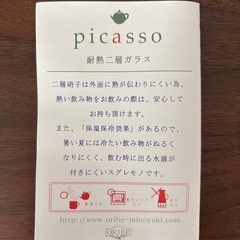 picasso
耐熱二層ガラス
二層硝子は外面に熱が伝わりにくい為、
熱い飲み物をお飲みの際は、安心して
お持ち頂けます。
また、「保温保冷効果」があるので、
暑い夏には冷たい飲み物がぬるく
なりにくく、飲む時に出る水滴が
付きにくいスグレモノです。
http://www.oribe-minoyaki.com
ORIBE